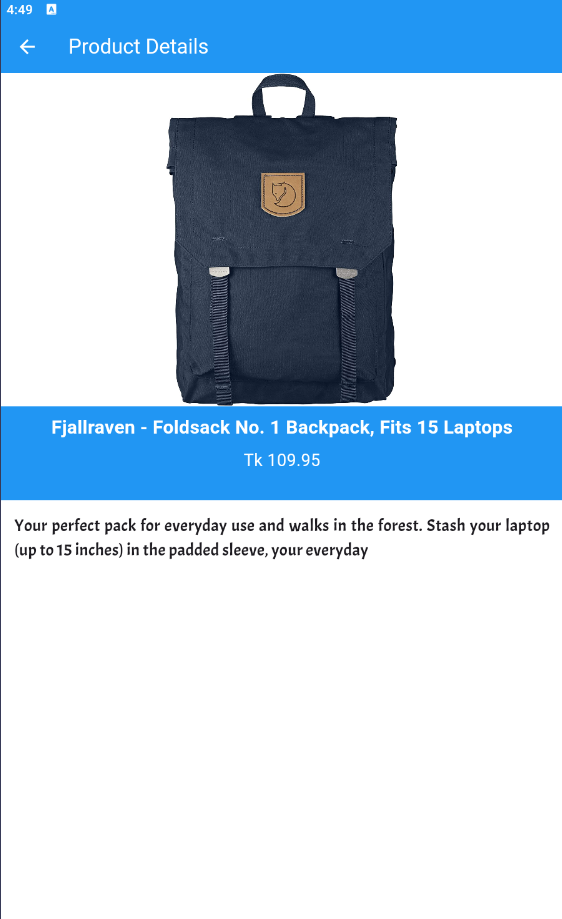 4:49 A
Product Details
Fjallraven - Foldsack No. 1 Backpack, Fits 15 Laptops
Tk 109.95
Your perfect pack for everyday use and walks in the forest. Stash your laptop
(up to 15 inches) in the padded sleeve, your everyday